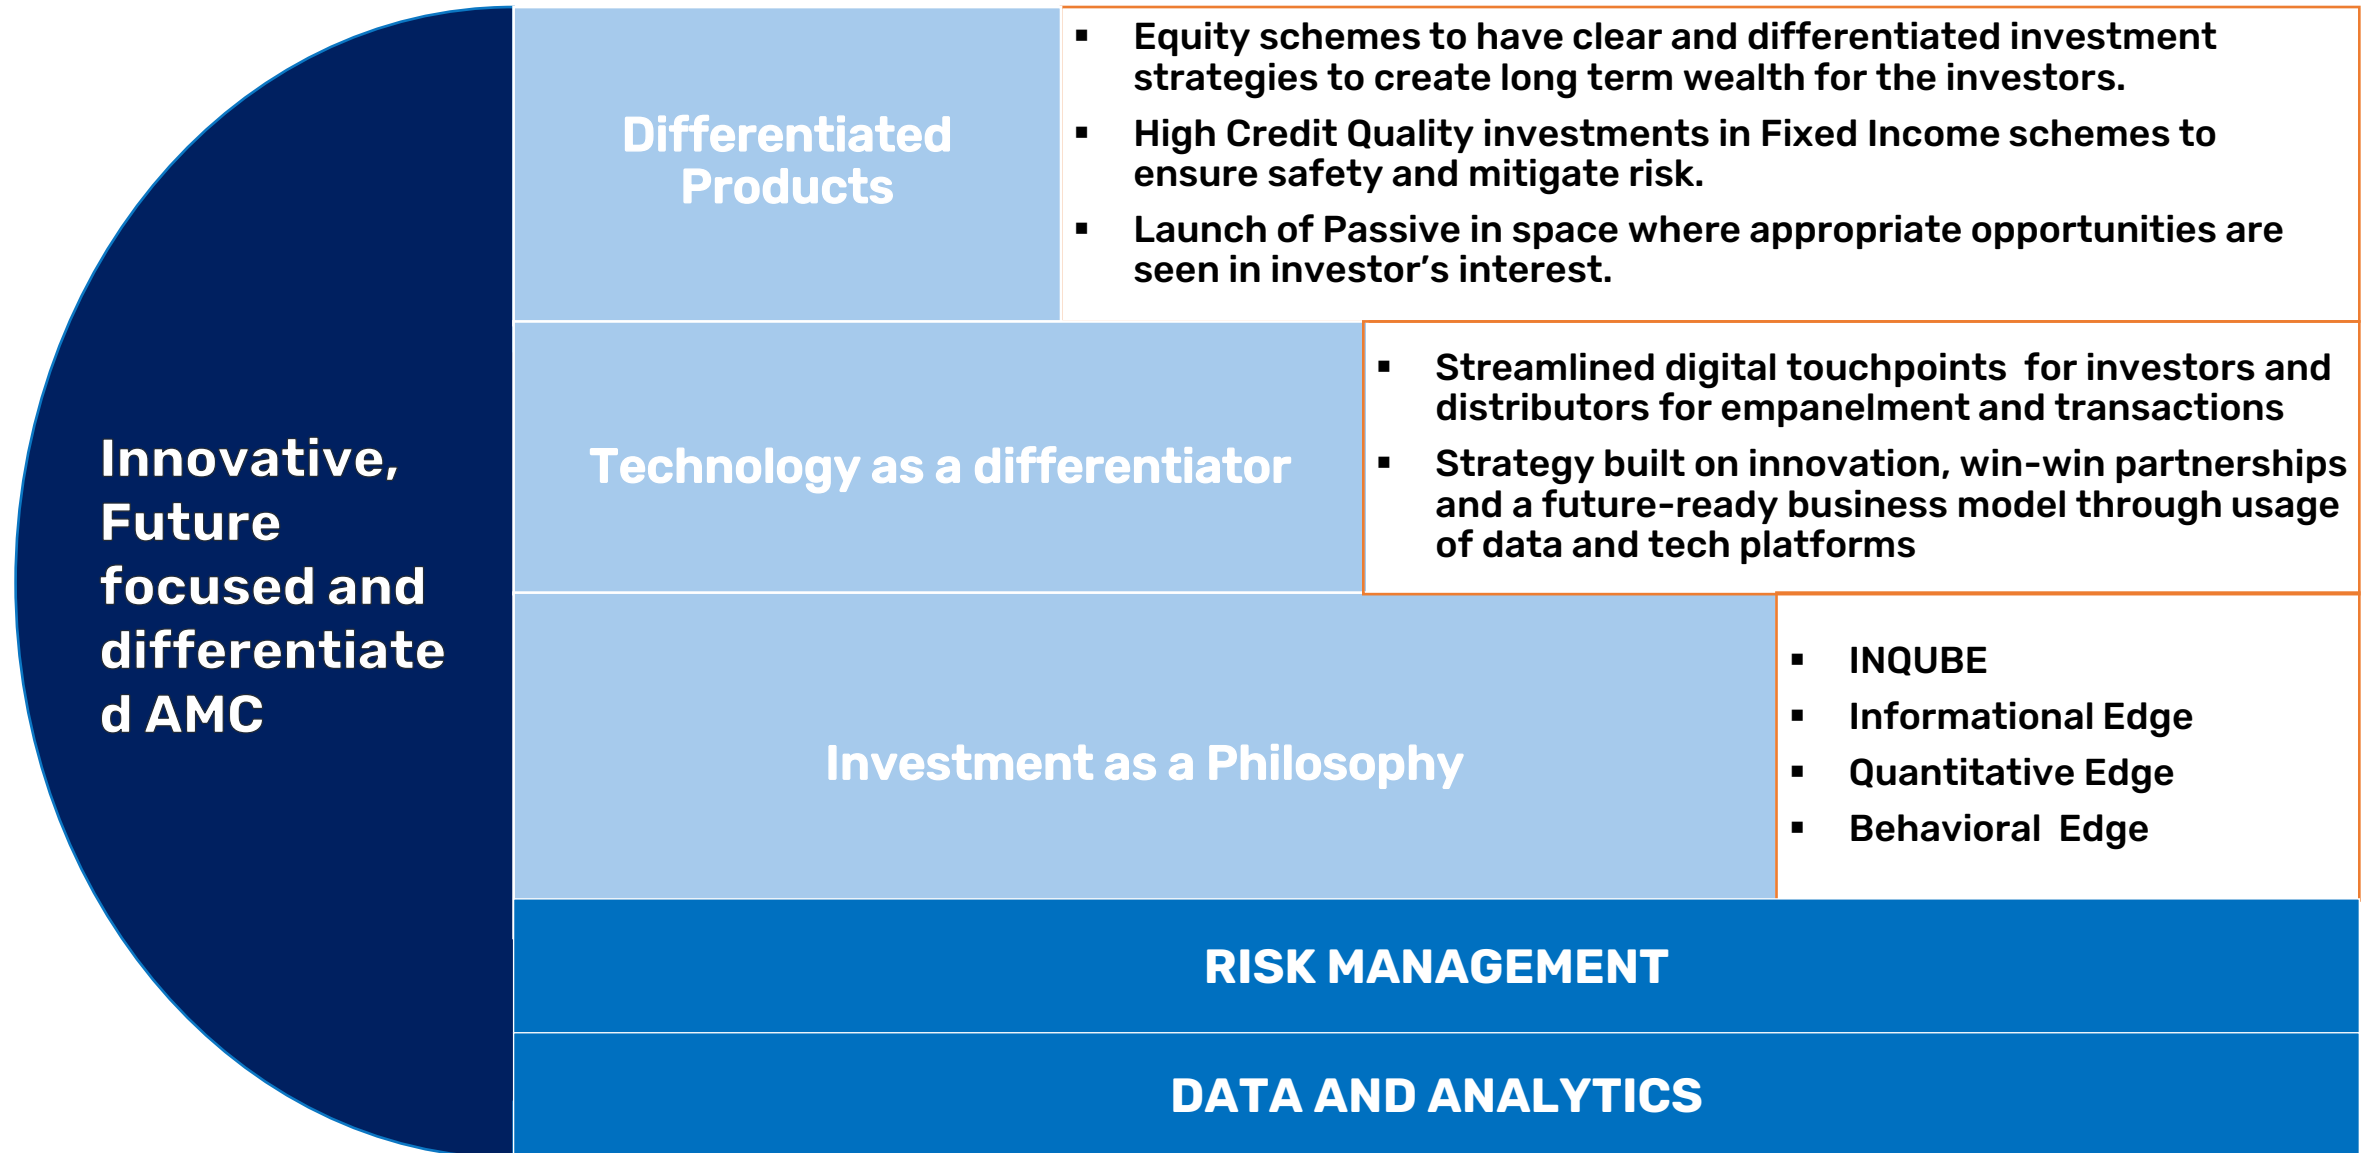 Innovative,
Future
focused and
differentiate
d AMC
Differentiated
Products
▪ Equity schemes to have clear and differentiated investment
strategies to create long term wealth for the investors.
▪ High Credit Quality investments in Fixed Income schemes to
ensure safety and mitigate risk.
▪ Launch of Passive in space where appropriate opportunities are
seen in investor’s interest.
Technology as a differentiator
▪ Streamlined digital touchpoints for investors and
distributors for empanelment and transactions
▪ Strategy built on innovation, win-win partnerships
and a future-ready business model through usage
of data and tech platforms
Investment as a Philosophy
▪ INQUBE
▪ Informational Edge
▪ Quantitative Edge
▪ Behavioral Edge
RISK MANAGEMENT
DATA AND ANALYTICS